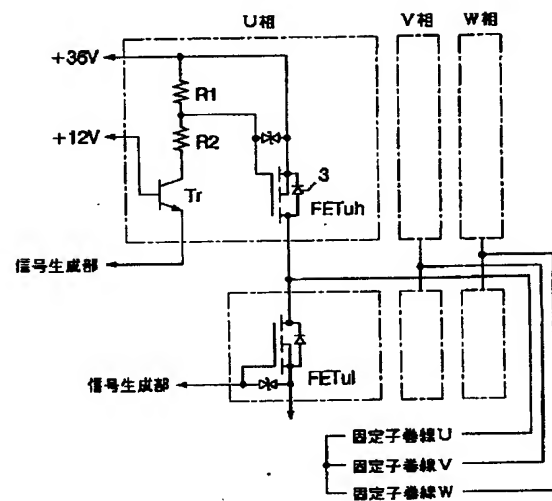 U相
V相
W相
+36V
R1
+12V
R2
3
Tr
FETuh
信号生成部
FETul
信号生成部
固定子巻線U
固定子巻線V
固定子巻線W